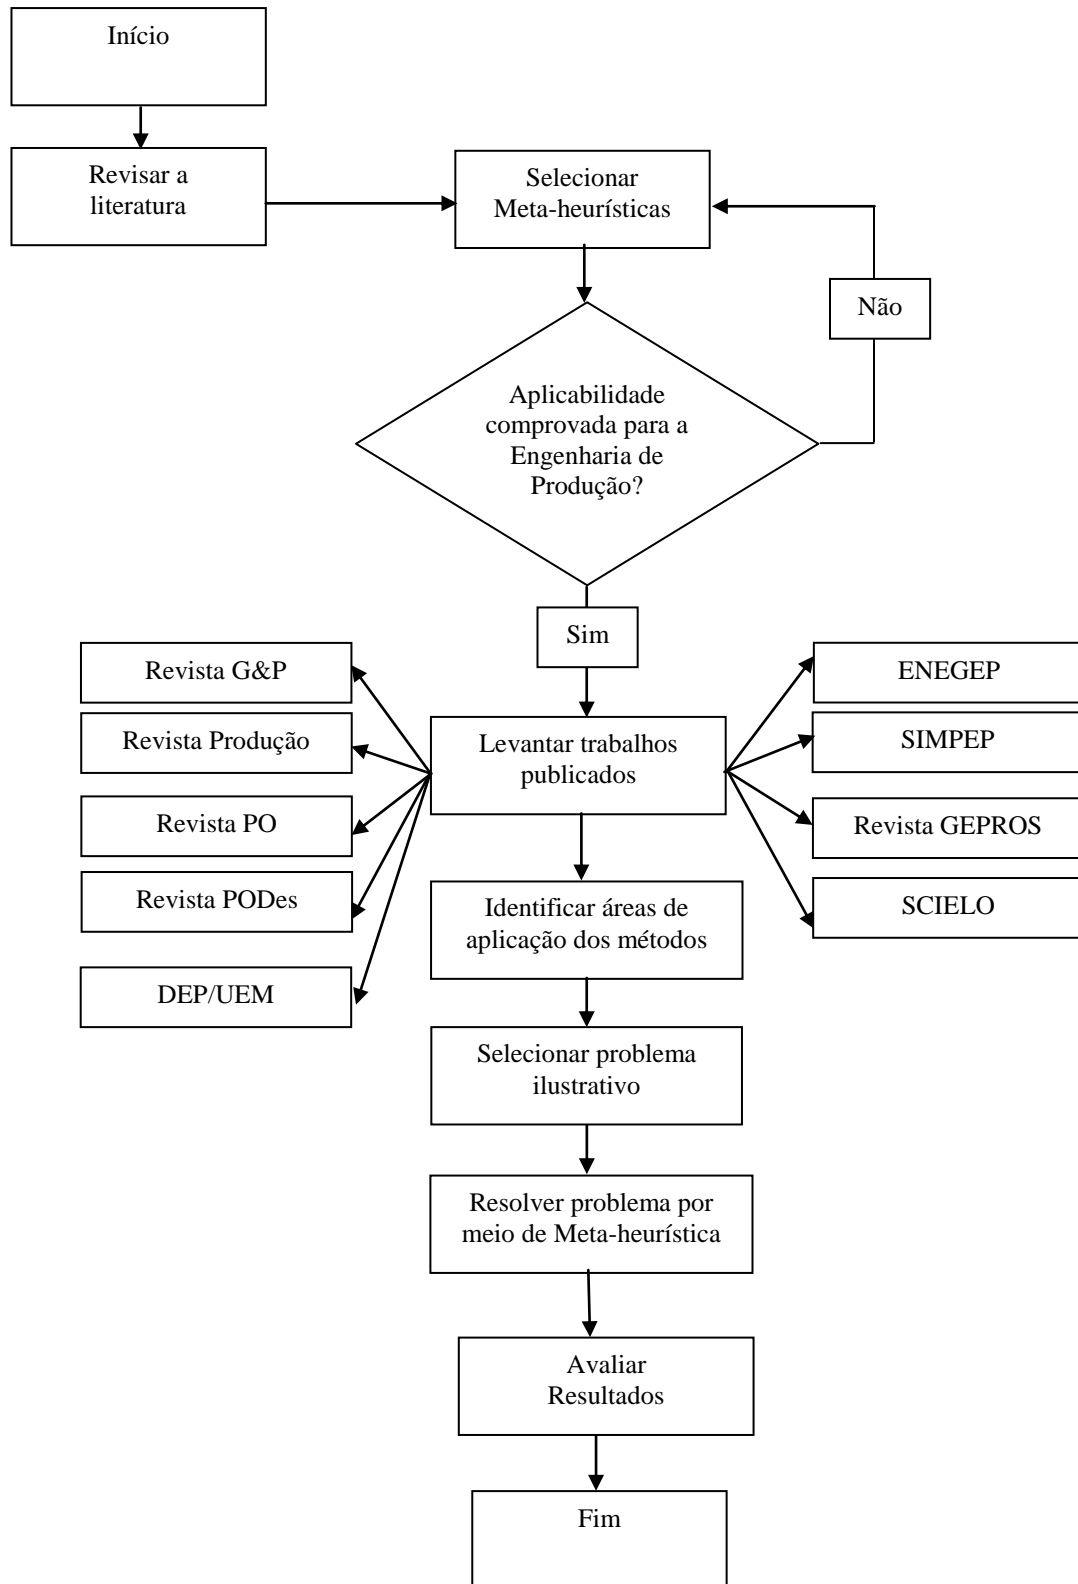 Início
Revisar a
literatura
Selecionar
Meta-heurísticas
Não
Aplicabilidade
comprovada para a
Engenharia de
Produção?
Sim
Revista G&P
Revista Produção
Revista PO
Revista PODes
DEP/UEM
Levantar trabalhos
publicados
ENEGEP
SIMPEP
Revista GEPROS
SCIELO
Identificar áreas de
aplicação dos métodos
Selecionar problema
ilustrativo
Resolver problema por
meio de Meta-heurística
Avaliar
Resultados
Fim